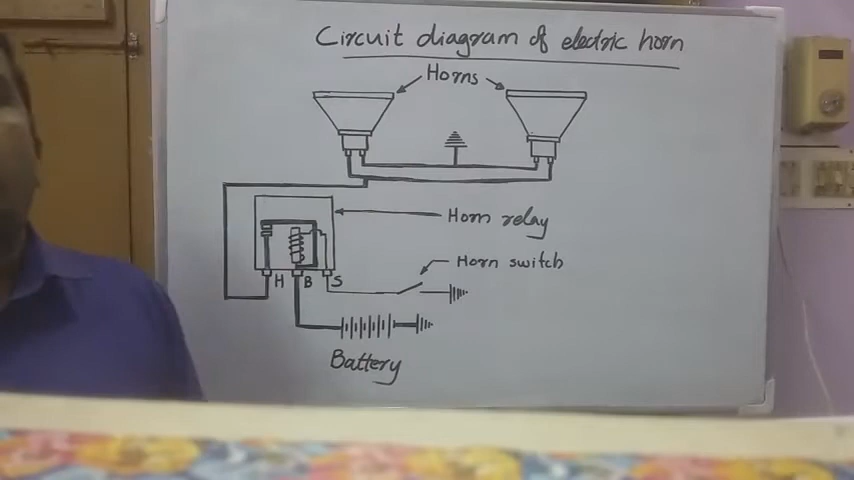 Circuit diagram of electric horn
Horns
Horn relay
Horn switch
H B S
Battery